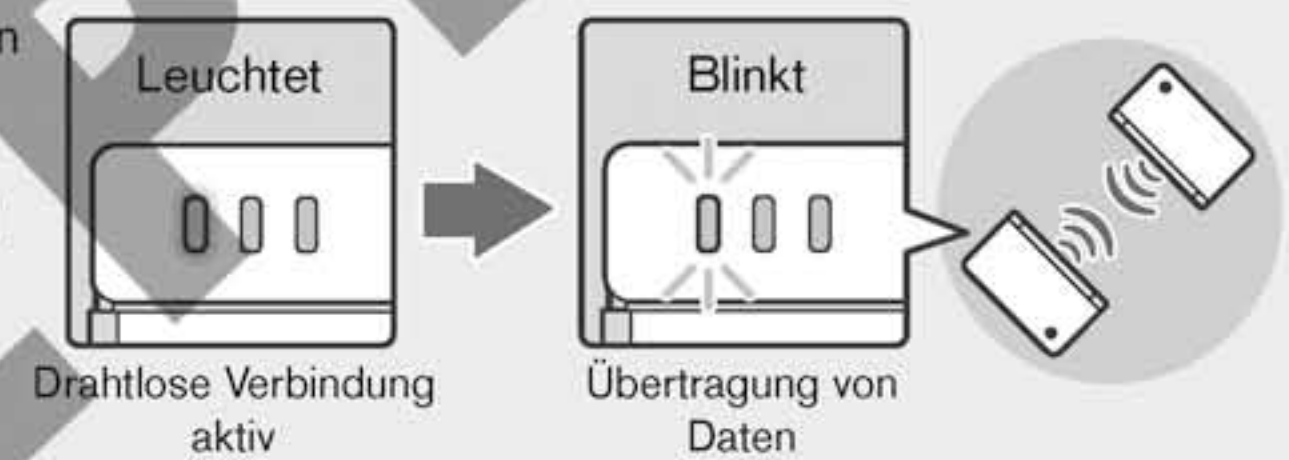 n
Leuchtet
Blinkt
Drahtlose Verbindung
aktiv
Übertragung von
Daten